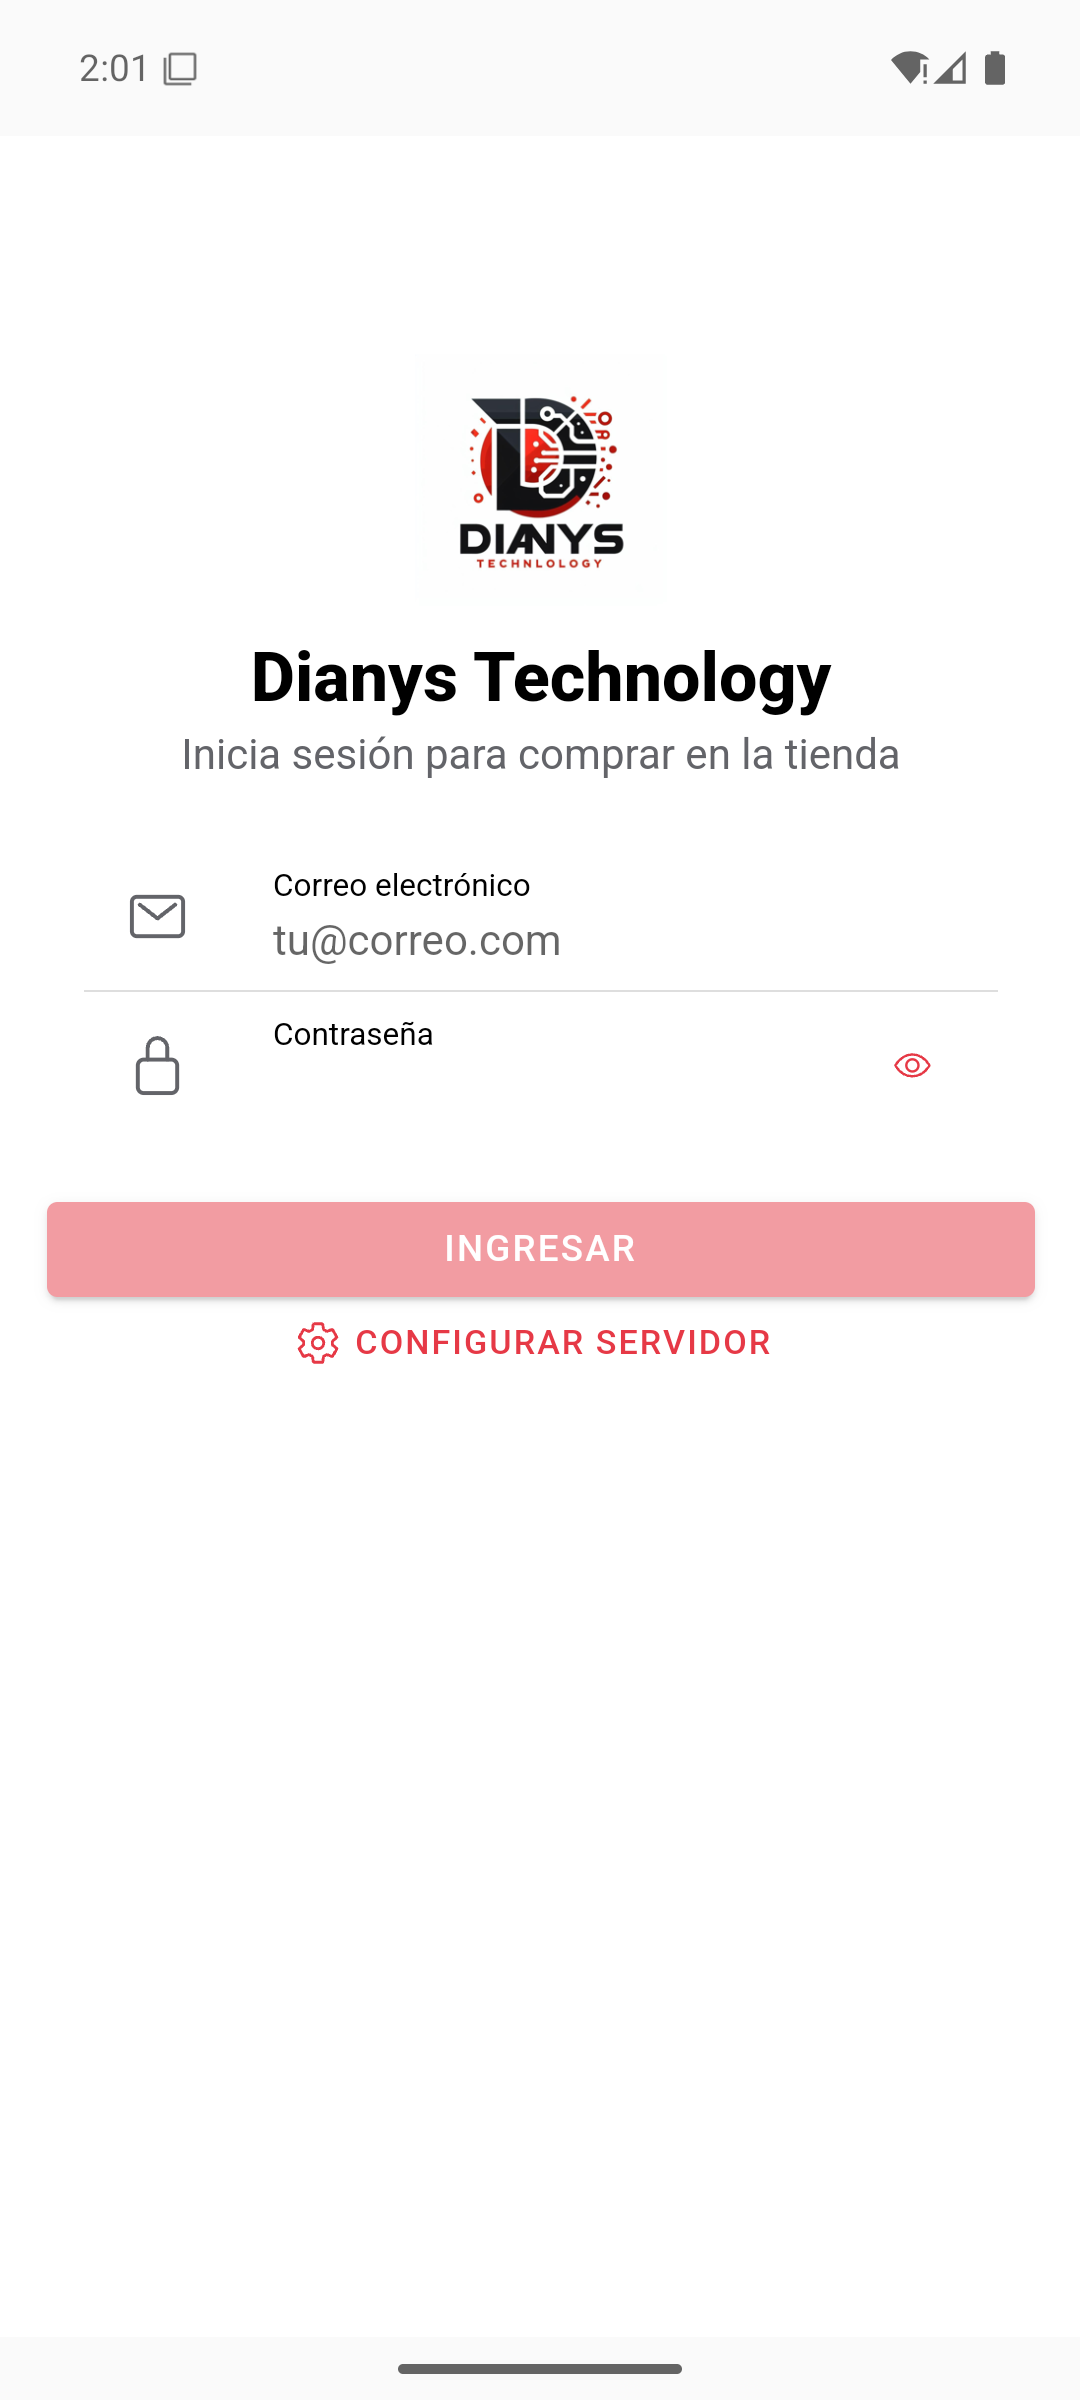 2:01
DIANYS
TECHNLOLOGY
Dianys Technology
Inicia sesión para comprar en la tienda
Correo electrónico
tu@correo.com
Contraseña
INGRESAR
CONFIGURAR SERVIDOR